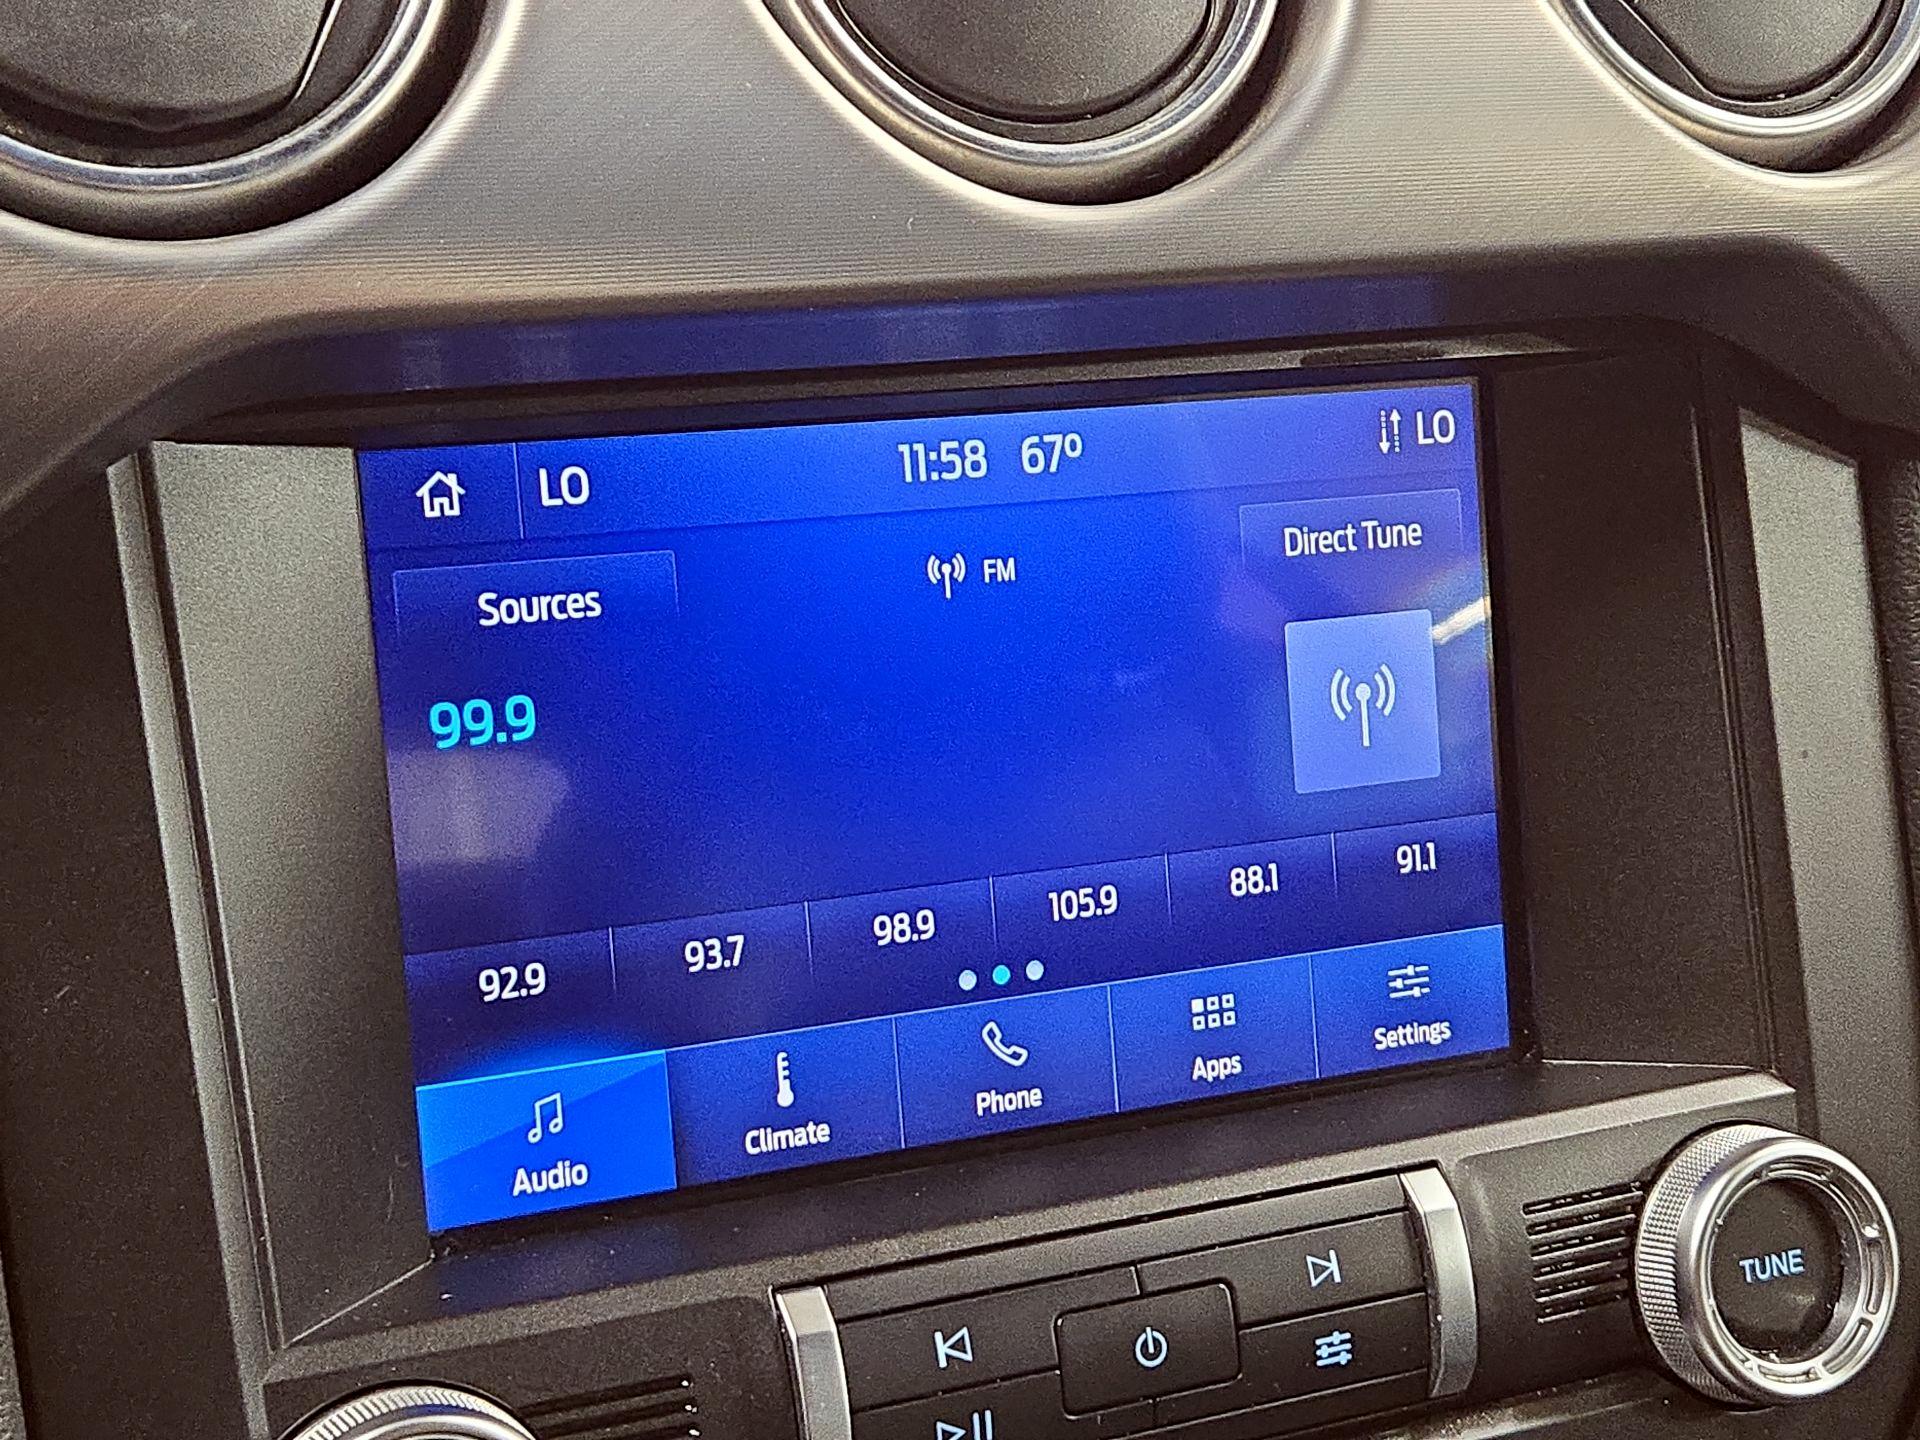 LO 11:58 67° LO
Sources FM Direct Tune
99.9
92.9 93.7 98.9 105.9 88.1 91.1
Audio Climate Phone Apps Settings
TUNE